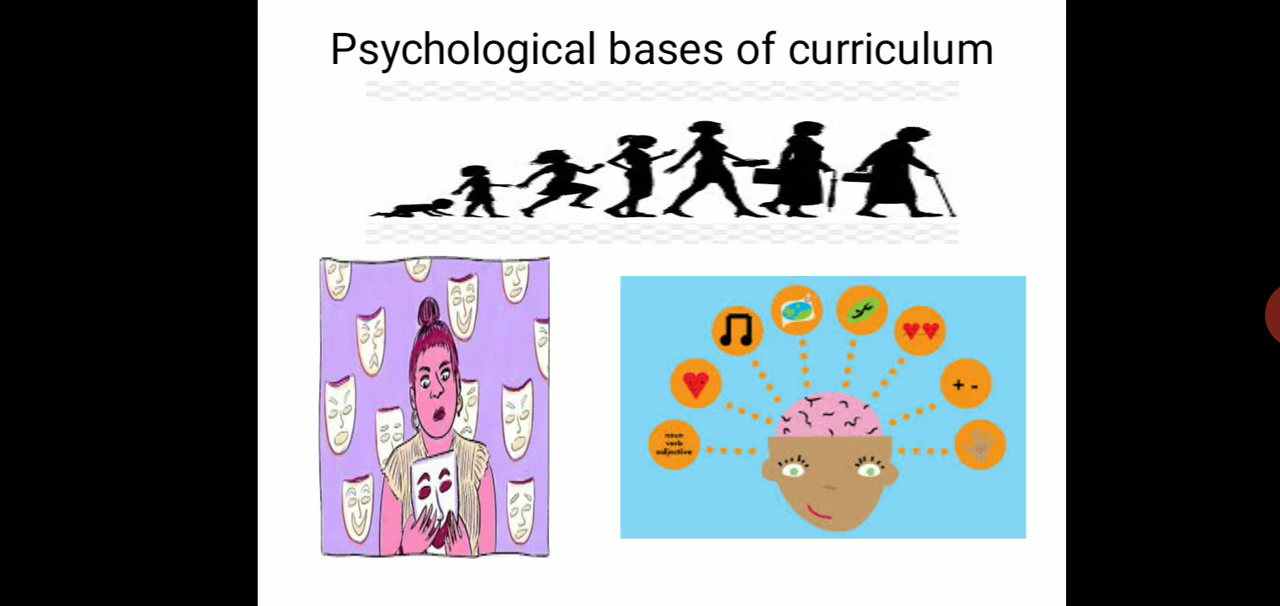 Psychological bases of curriculum
+ -
noun
verb
adjective